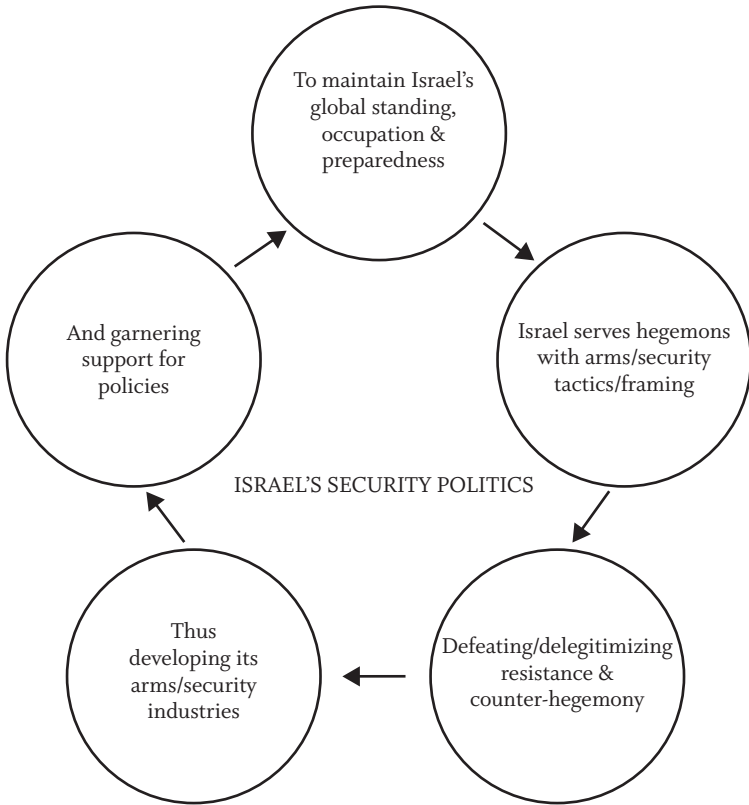 To maintain Israel’s
global standing,
occupation &
preparedness
Israel serves hegemons
with arms/security
tactics/framing
Defeating/delegitimizing
resistance &
counter-hegemony
Thus
developing its
arms/security
industries
And garnering
support for
policies
ISRAEL’S SECURITY POLITICS